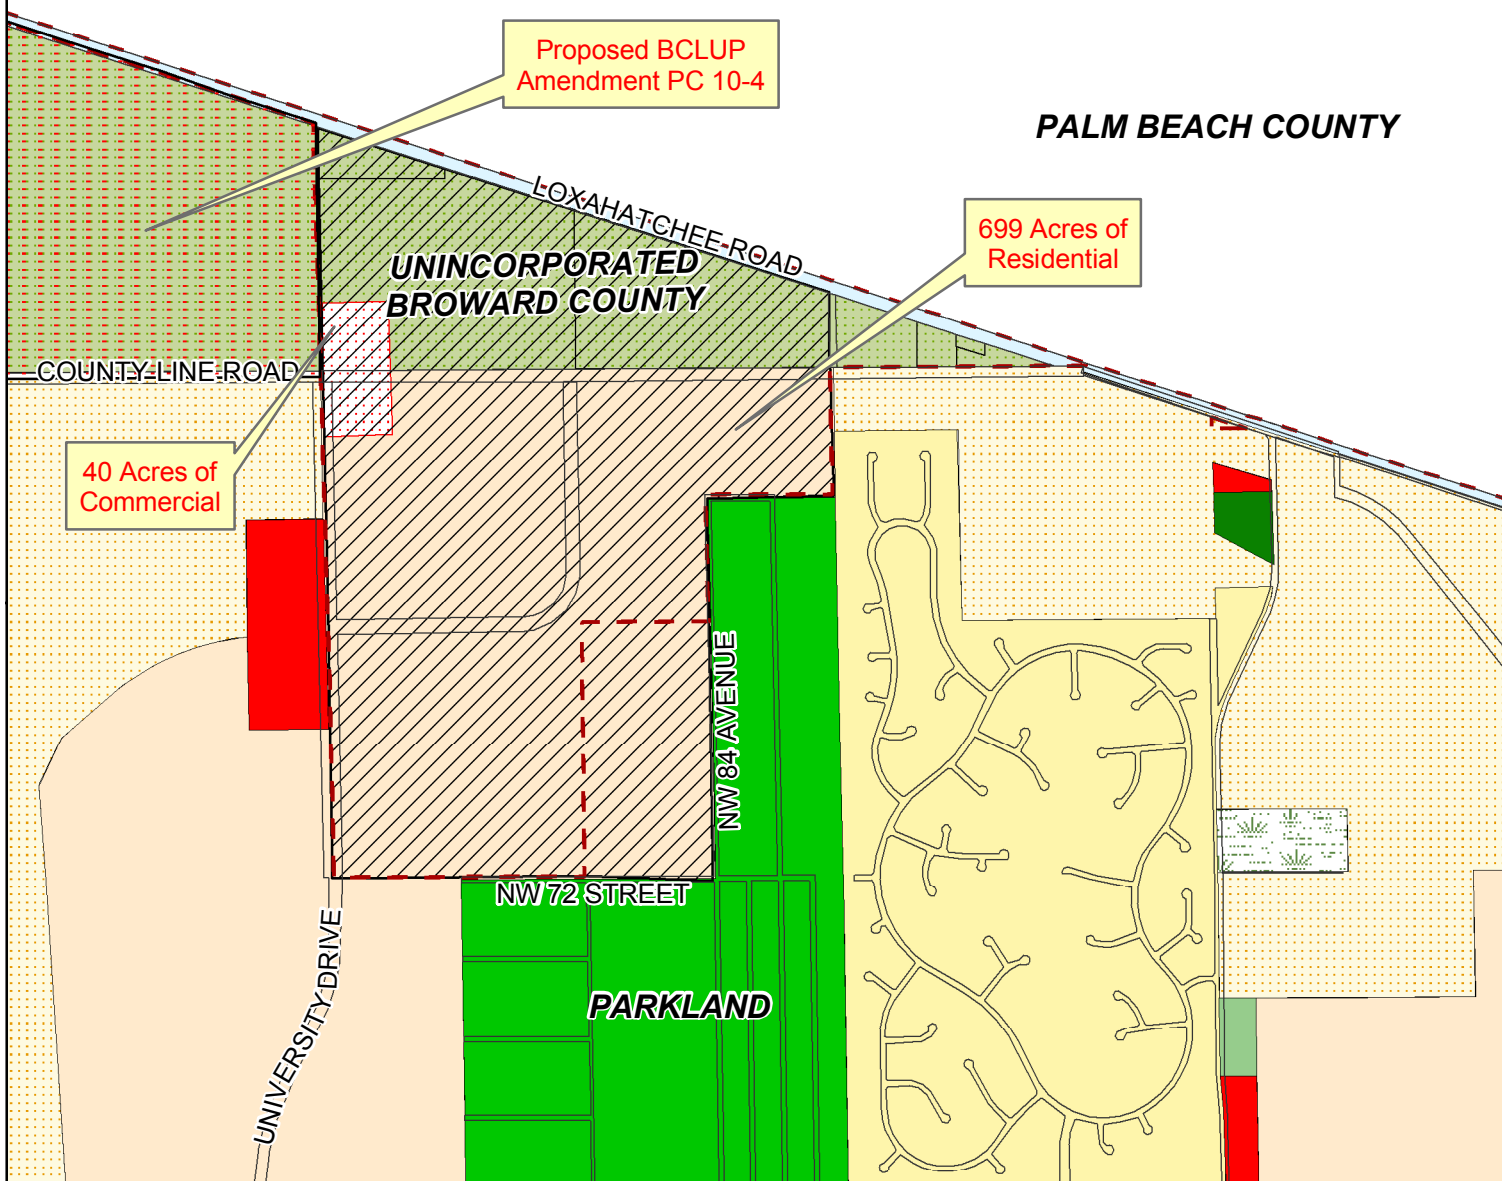 Proposed BCLUP
Amendment PC 10-4
PALM BEACH COUNTY
LOXAHATCHEE ROAD
699 Acres of
Residential
UNINCORPORATED
BROWARD COUNTY
COUNTY LINE ROAD
40 Acres of
Commercial
NW 84 AVENUE
NW 72 STREET
UNIVERSITY DRIVE
PARKLAND